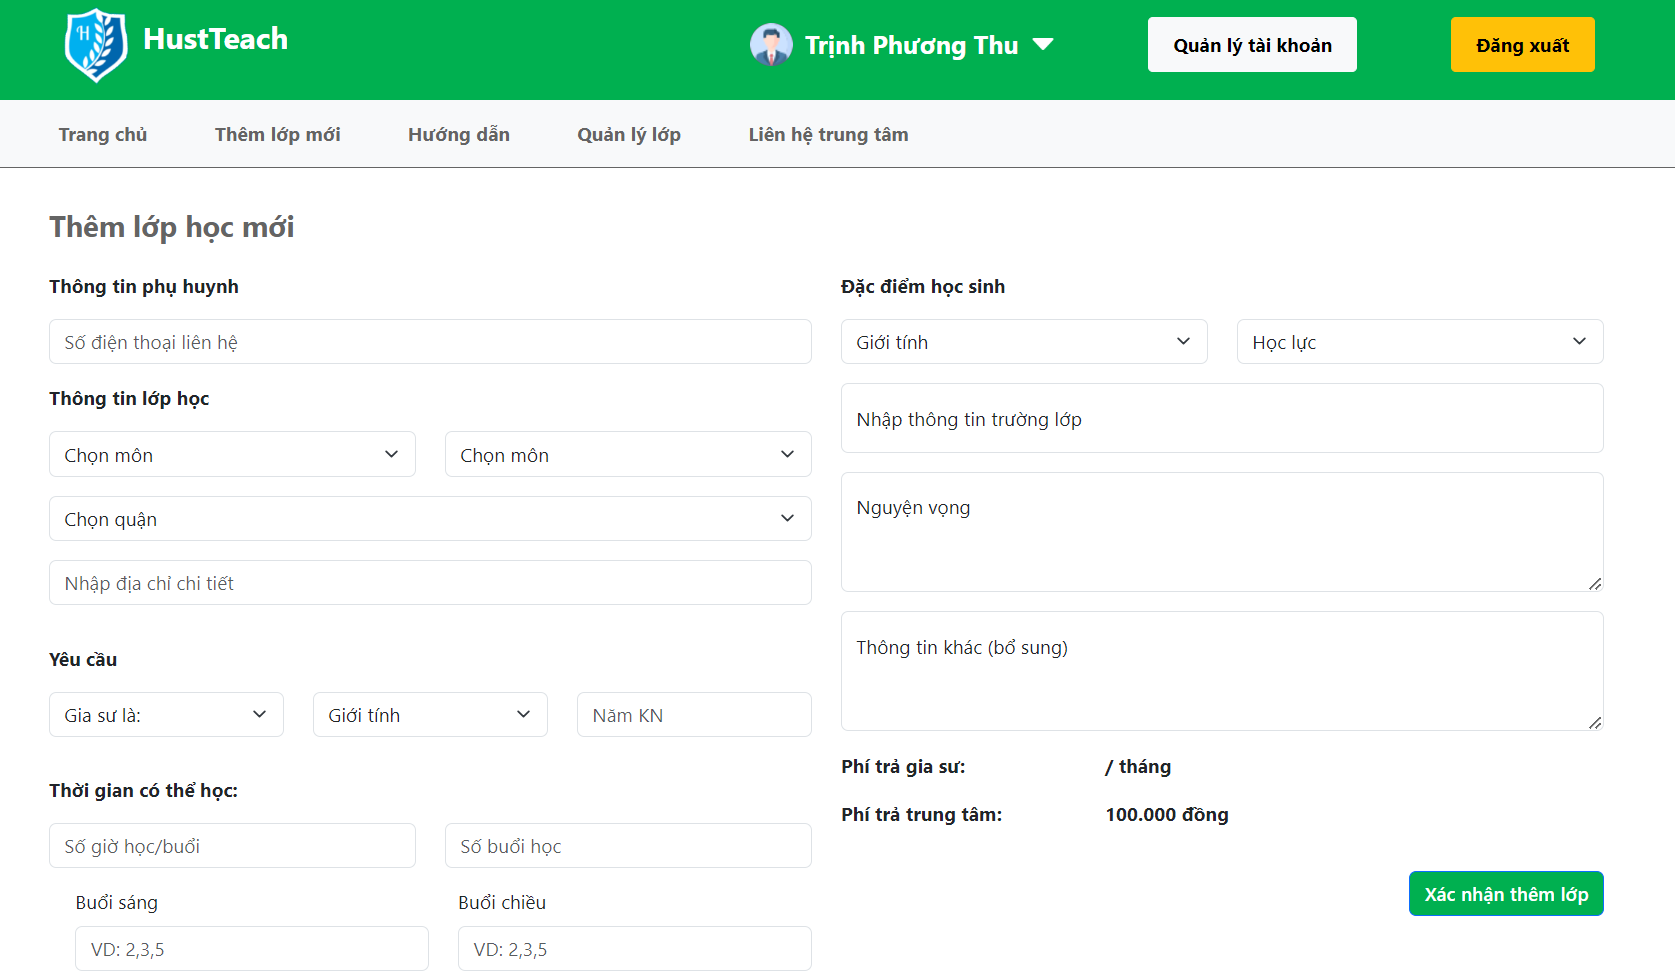 HustTeach
Trịnh Phương Thu
Quản lý tài khoản
Đăng xuất
Trang chủ
Thêm lớp mới
Hướng dẫn
Quản lý lớp
Liên hệ trung tâm
Thêm lớp học mới
Thông tin phụ huynh
Số điện thoại liên hệ
Thông tin lớp học
Chọn môn
Chọn môn
Chọn quận
Nhập địa chỉ chi tiết
Yêu cầu
Gia sư là:
Giới tính
Năm KN
Thời gian có thể học:
Số giờ học/buổi
Số buổi học
Buổi sáng
Buổi chiều
VD: 2,3,5
VD: 2,3,5
Đặc điểm học sinh
Giới tính
Học lực
Nhập thông tin trường lớp
Nguyện vọng
Thông tin khác (bổ sung)
Phí trả gia sư: / tháng
Phí trả trung tâm: 100.000 đồng
Xác nhận thêm lớp